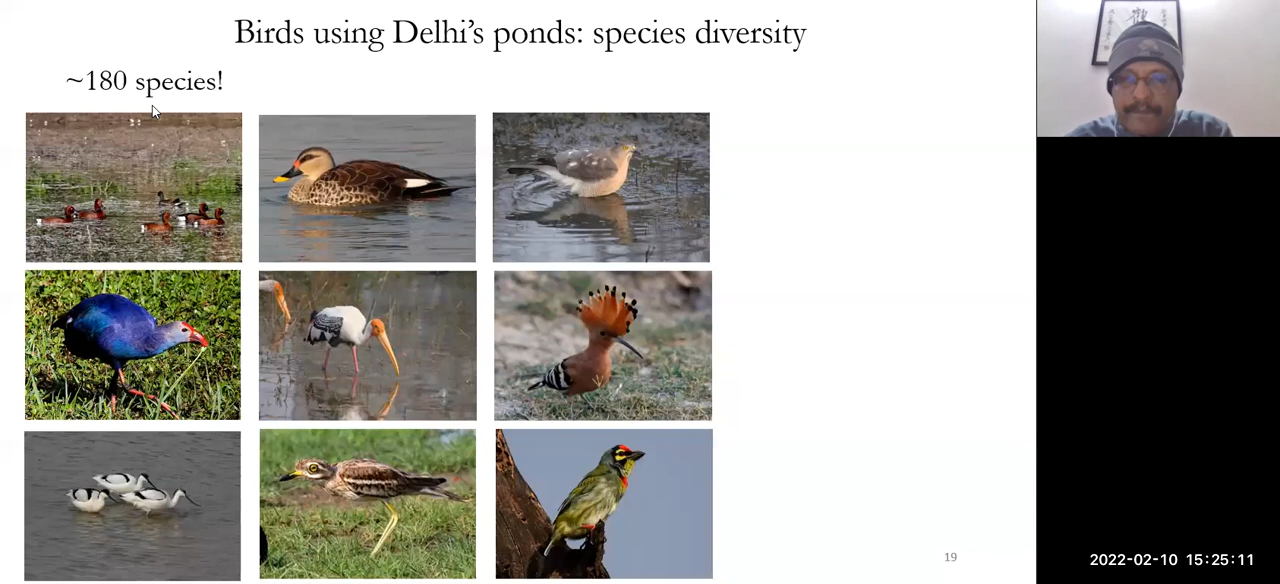 Birds using Delhi’s ponds: species diversity
~180 species!
19
2022-02-10 15:25:11